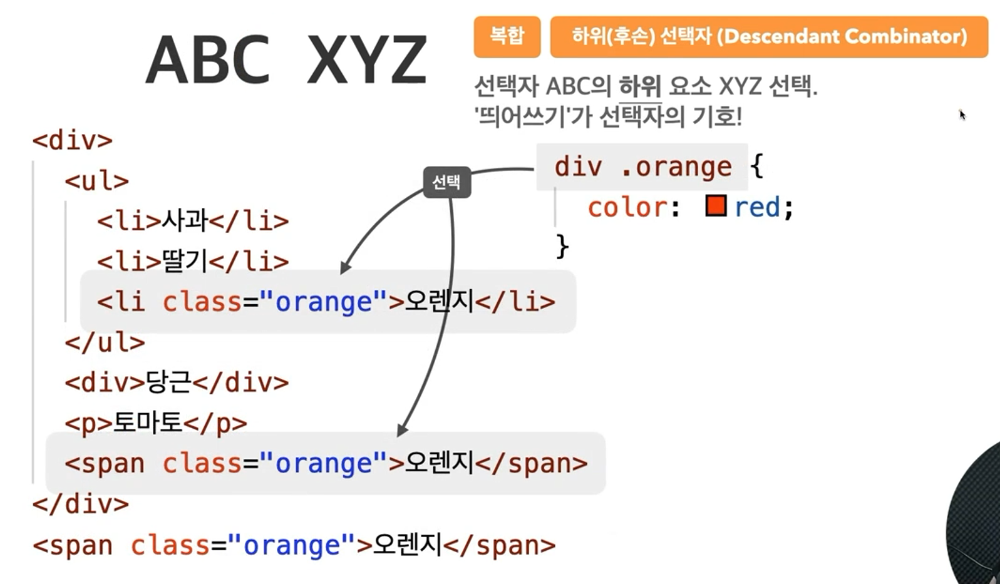 ABC XYZ
복합
하위(후손) 선택자 (Descendant Combinator)
선택자 ABC의 하위 요소 XYZ 선택.
'띄어쓰기'가 선택자의 기호!
<div>
<ul>
<li>사과</li>
<li>딸기</li>
<li class="orange">오렌지</li>
</ul>
<div>당근</div>
<p>토마토</p>
<span class="orange">오렌지</span>
</div>
<span class="orange">오렌지</span>
선택
div .orange {
color: red;
}